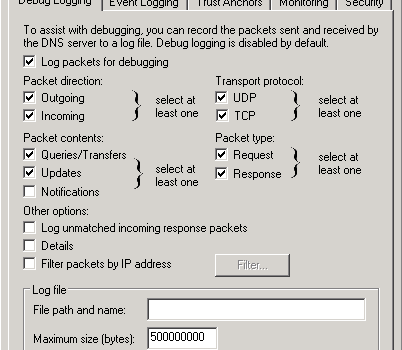 Debug Logging Event Logging Trust Anchors Monitoring Security
To assist with debugging, you can record the packets sent and received by
the DNS server to a log file. Debug logging is disabled by default.
Log packets for debugging
Packet direction: Transport protocol:
Outgoing UDP
select at select at
Incoming TCP
least one least one
Packet contents: Packet type:
Queries/Transfers Request
select at select at
Updates Response
least one least one
Notifications
Other options:
Log unmatched incoming response packets
Details
Filter packets by IP address Filter...
Log file
File path and name:
Maximum size (bytes): 500000000